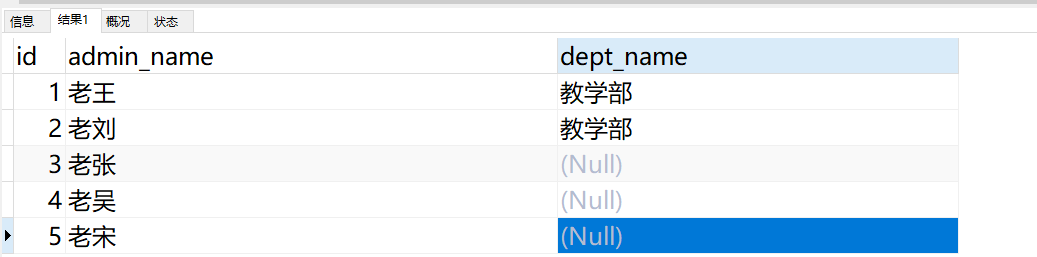 信息 结果1 概况 状态
id admin_name dept_name
1 老王 教学部
2 老刘 教学部
3 老张 (Null)
4 老吴 (Null)
5 老宋 (Null)